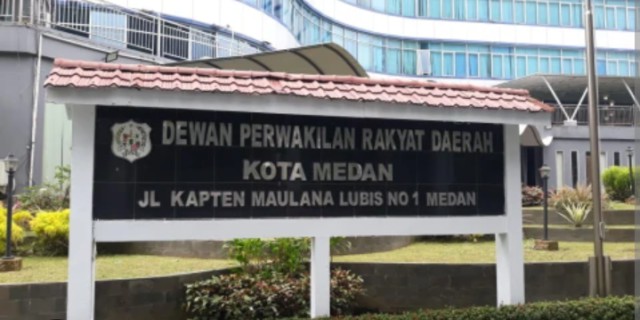 DEWAN PERWAKILAN RAKYAT DAERAH
KOTA MEDAN
JL KAPTEN MAULANA LUBIS NO 1 MEDAN